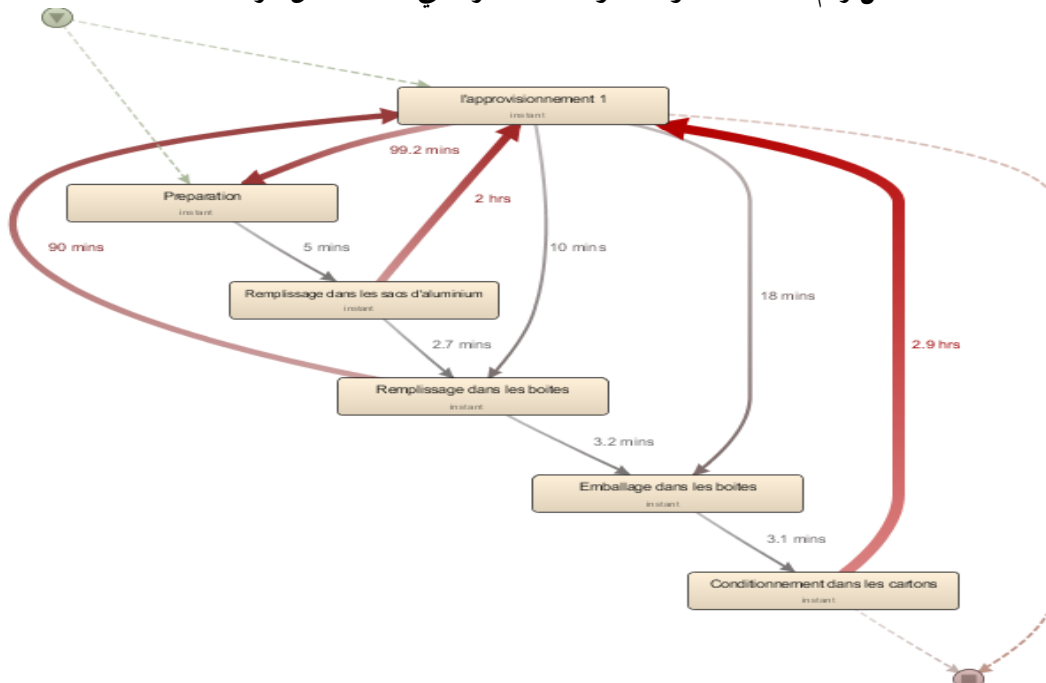 l'approvisionnement 1
instant
99.2 mins
Preparation
instant
2 hrs
90 mins
5 mins
10 mins
Remplissage dans les sacs d'aluminium
instant
18 mins
2.7 mins
2.9 hrs
Remplissage dans les boites
instant
3.2 mins
Emballage dans les boites
instant
3.1 mins
Conditionnement dans les cartons
instant